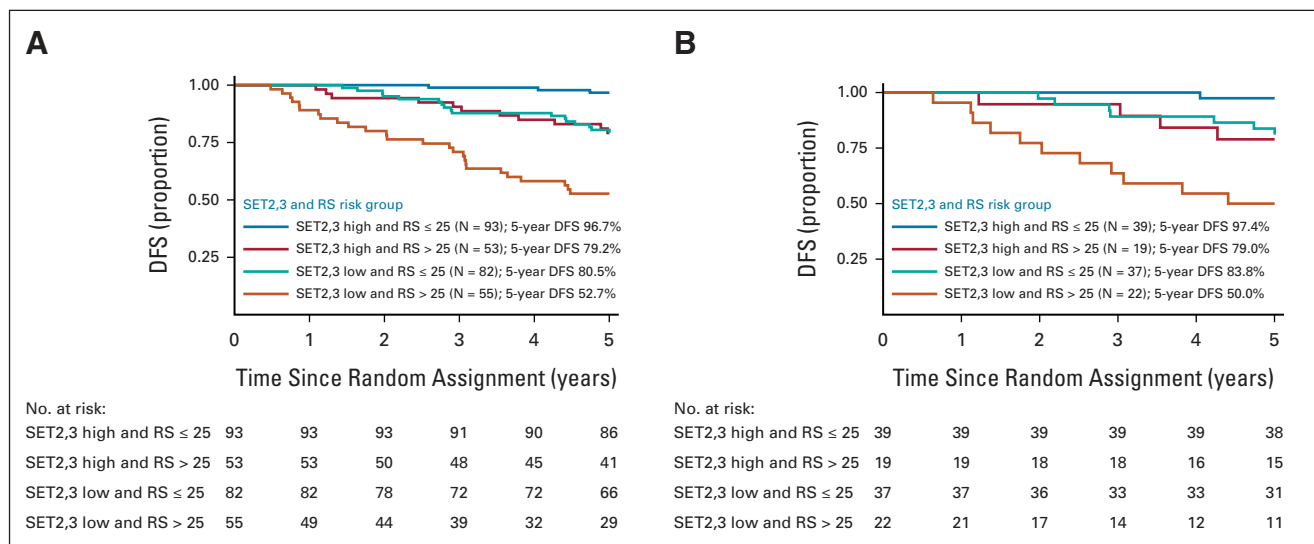 A
DFS (proportion)
1.00
0.75
0.50
0.25
SET2,3 and RS risk group
SET2,3 high and RS ≤ 25 (N = 93); 5-year DFS 96.7%
SET2,3 high and RS > 25 (N = 53); 5-year DFS 79.2%
SET2,3 low and RS ≤ 25 (N = 82); 5-year DFS 80.5%
SET2,3 low and RS > 25 (N = 55); 5-year DFS 52.7%
0 1 2 3 4 5
Time Since Random Assignment (years)
No. at risk:
SET2,3 high and RS ≤ 25 93 93 93 91 90 86
SET2,3 high and RS > 25 53 53 50 48 45 41
SET2,3 low and RS ≤ 25 82 82 78 72 72 66
SET2,3 low and RS > 25 55 49 44 39 32 29
B
DFS (proportion)
1.00
0.75
0.50
0.25
SET2,3 and RS risk group
SET2,3 high and RS ≤ 25 (N = 39); 5-year DFS 97.4%
SET2,3 high and RS > 25 (N = 19); 5-year DFS 79.0%
SET2,3 low and RS ≤ 25 (N = 37); 5-year DFS 83.8%
SET2,3 low and RS > 25 (N = 22); 5-year DFS 50.0%
0 1 2 3 4 5
Time Since Random Assignment (years)
No. at risk:
SET2,3 high and RS ≤ 25 39 39 39 39 39 38
SET2,3 high and RS > 25 19 19 18 18 16 15
SET2,3 low and RS ≤ 25 37 37 36 33 33 31
SET2,3 low and RS > 25 22 21 17 14 12 11